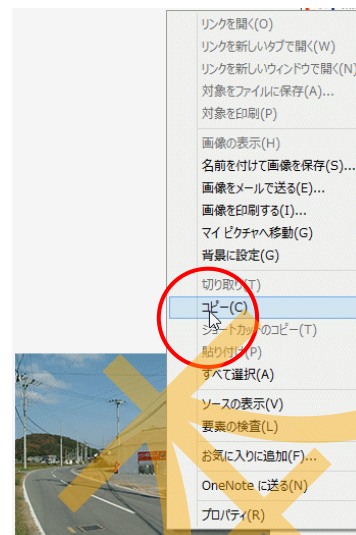 リンクを開く(O)
リンクを新しいタブで開く(W)
リンクを新しいウィンドウで開く(N)
対象をファイルに保存(A)...
対象を印刷(P)
画像の表示(H)
名前を付けて画像を保存(S)...
画像をメールで送る(E)...
画像を印刷する(I)...
マイ ピクチャへ移動(G)
背景に設定(G)
切り取り(T)
コピー(C)
ショートカットのコピー(T)
貼り付け(P)
すべて選択(A)
ソースの表示(V)
要素の検査(L)
お気に入りに追加(F)...
OneNote に送る(N)
プロパティ(R)